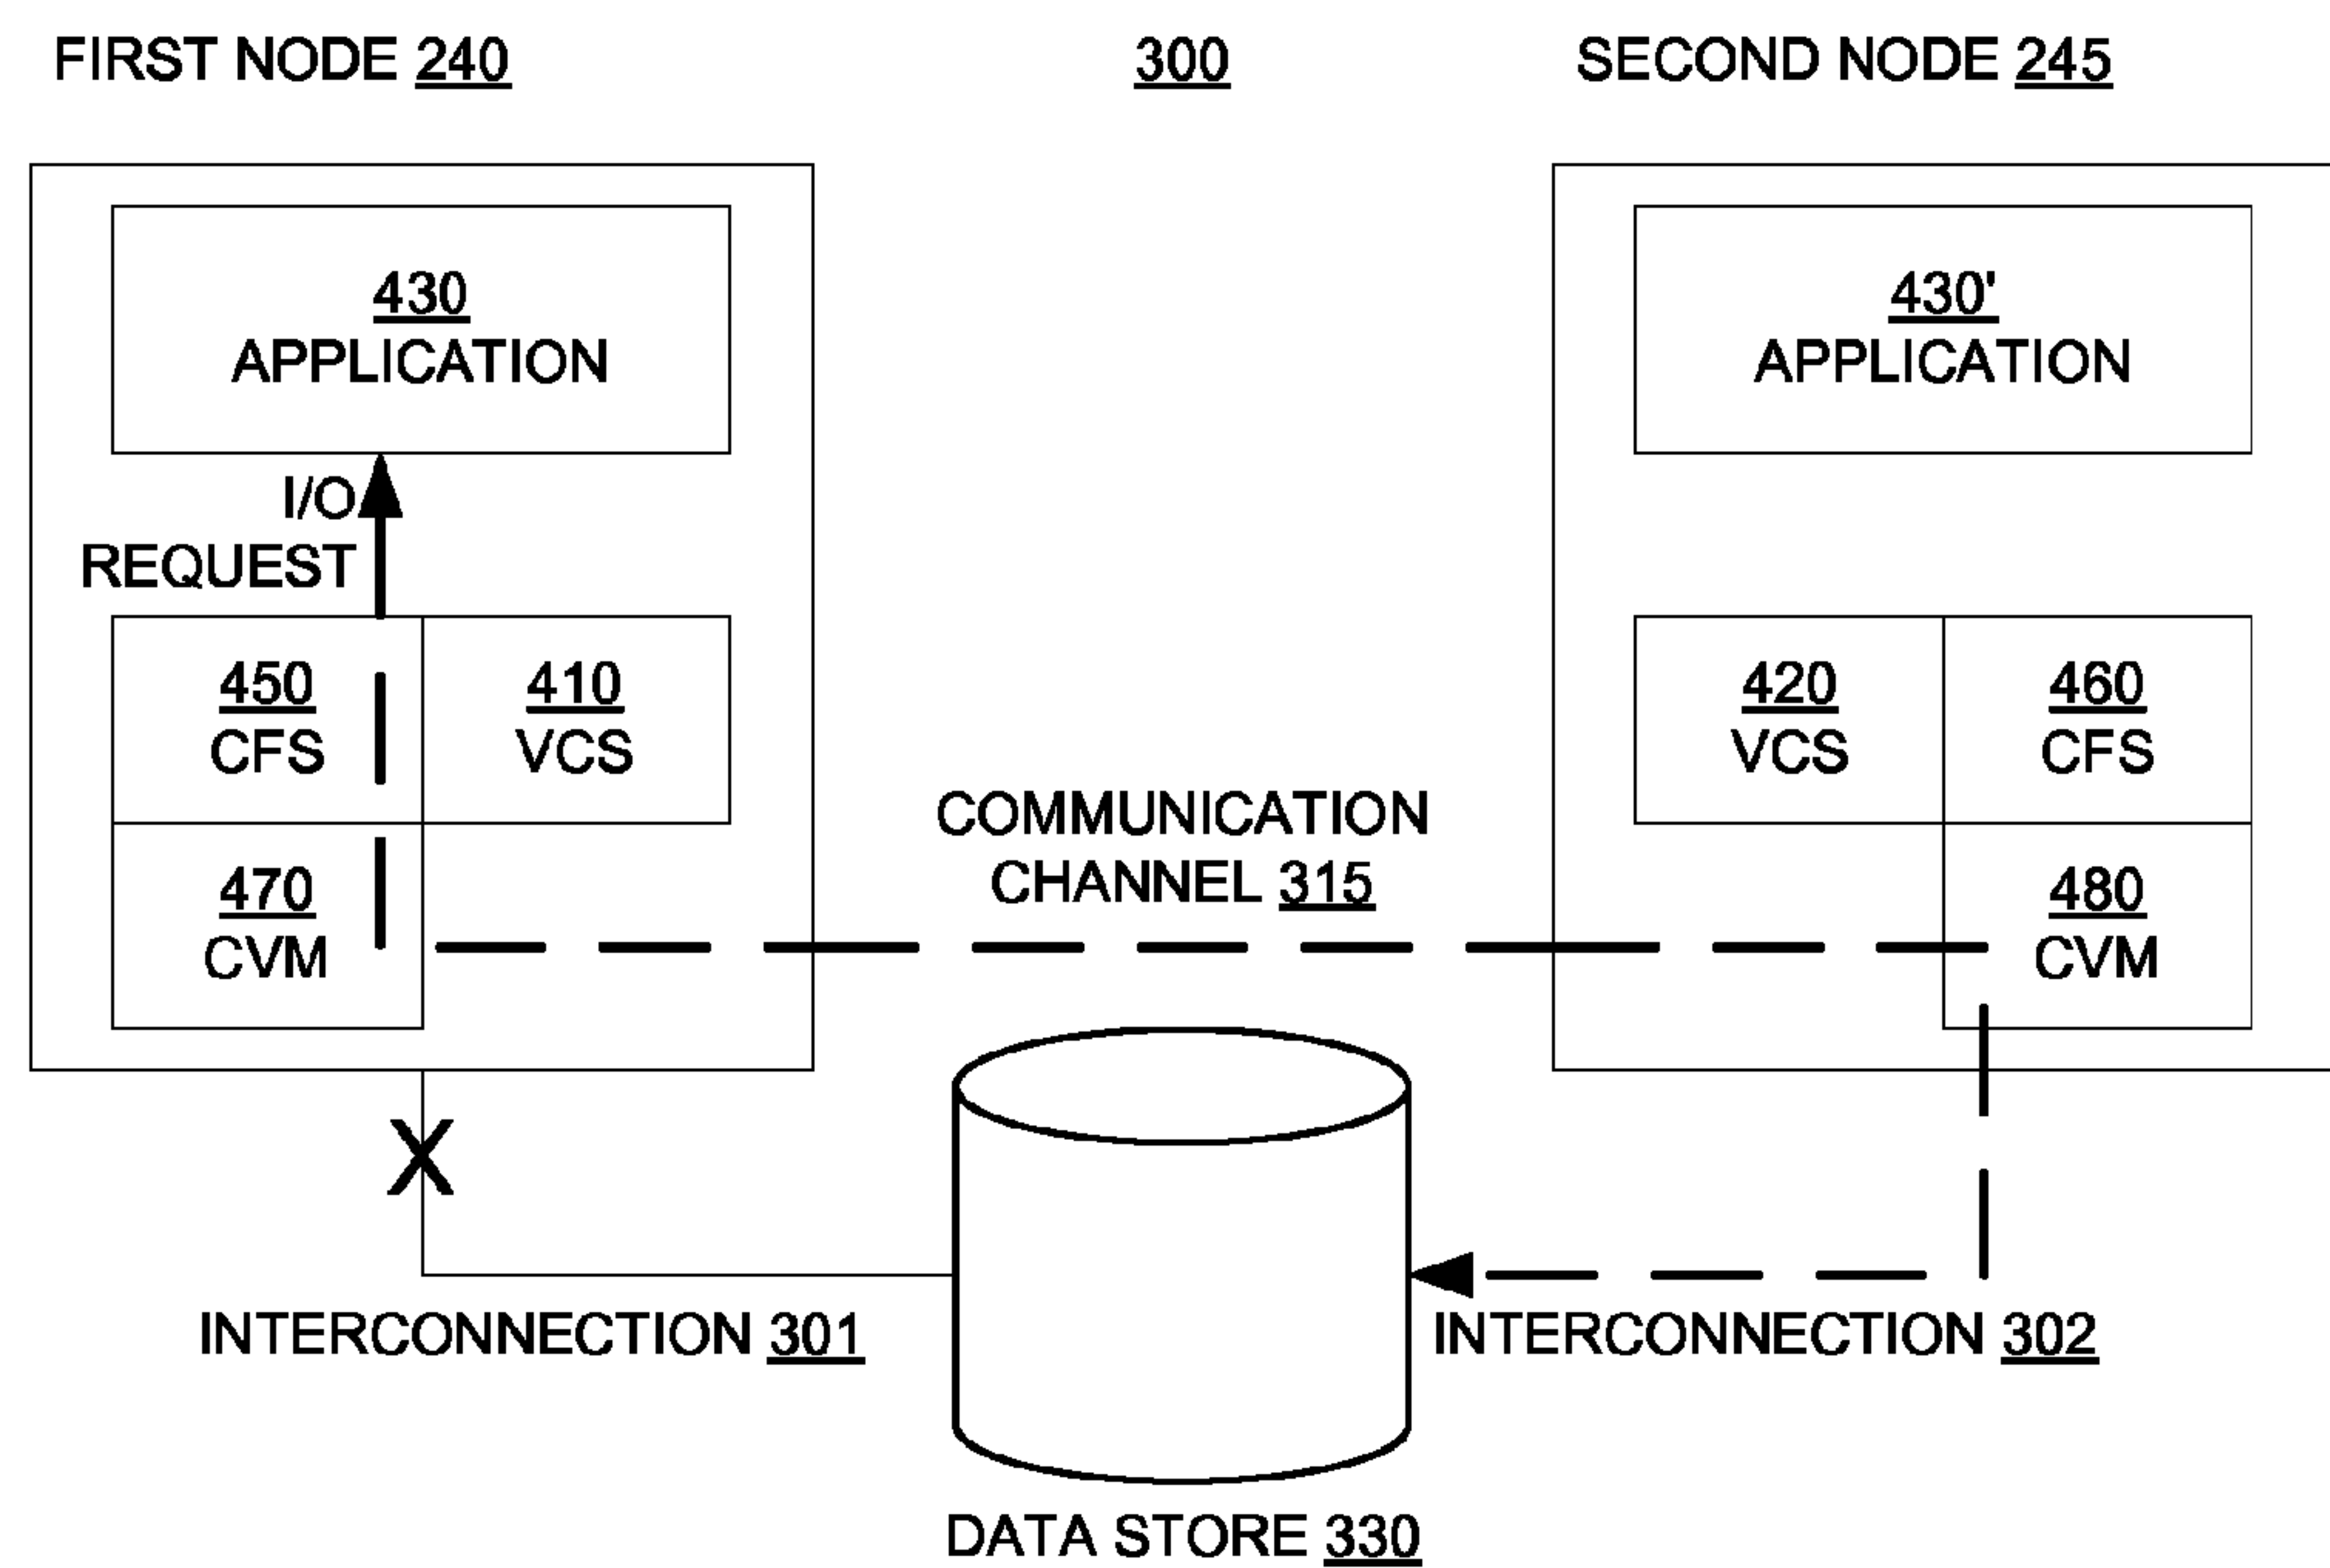 FIRST NODE 240
300
SECOND NODE 245
430
APPLICATION
430'
APPLICATION
I/O
REQUEST
450
CFS
410
VCS
420
VCS
460
CFS
COMMUNICATION
CHANNEL 315
470
CVM
480
CVM
X
INTERCONNECTION 301
INTERCONNECTION 302
DATA STORE 330